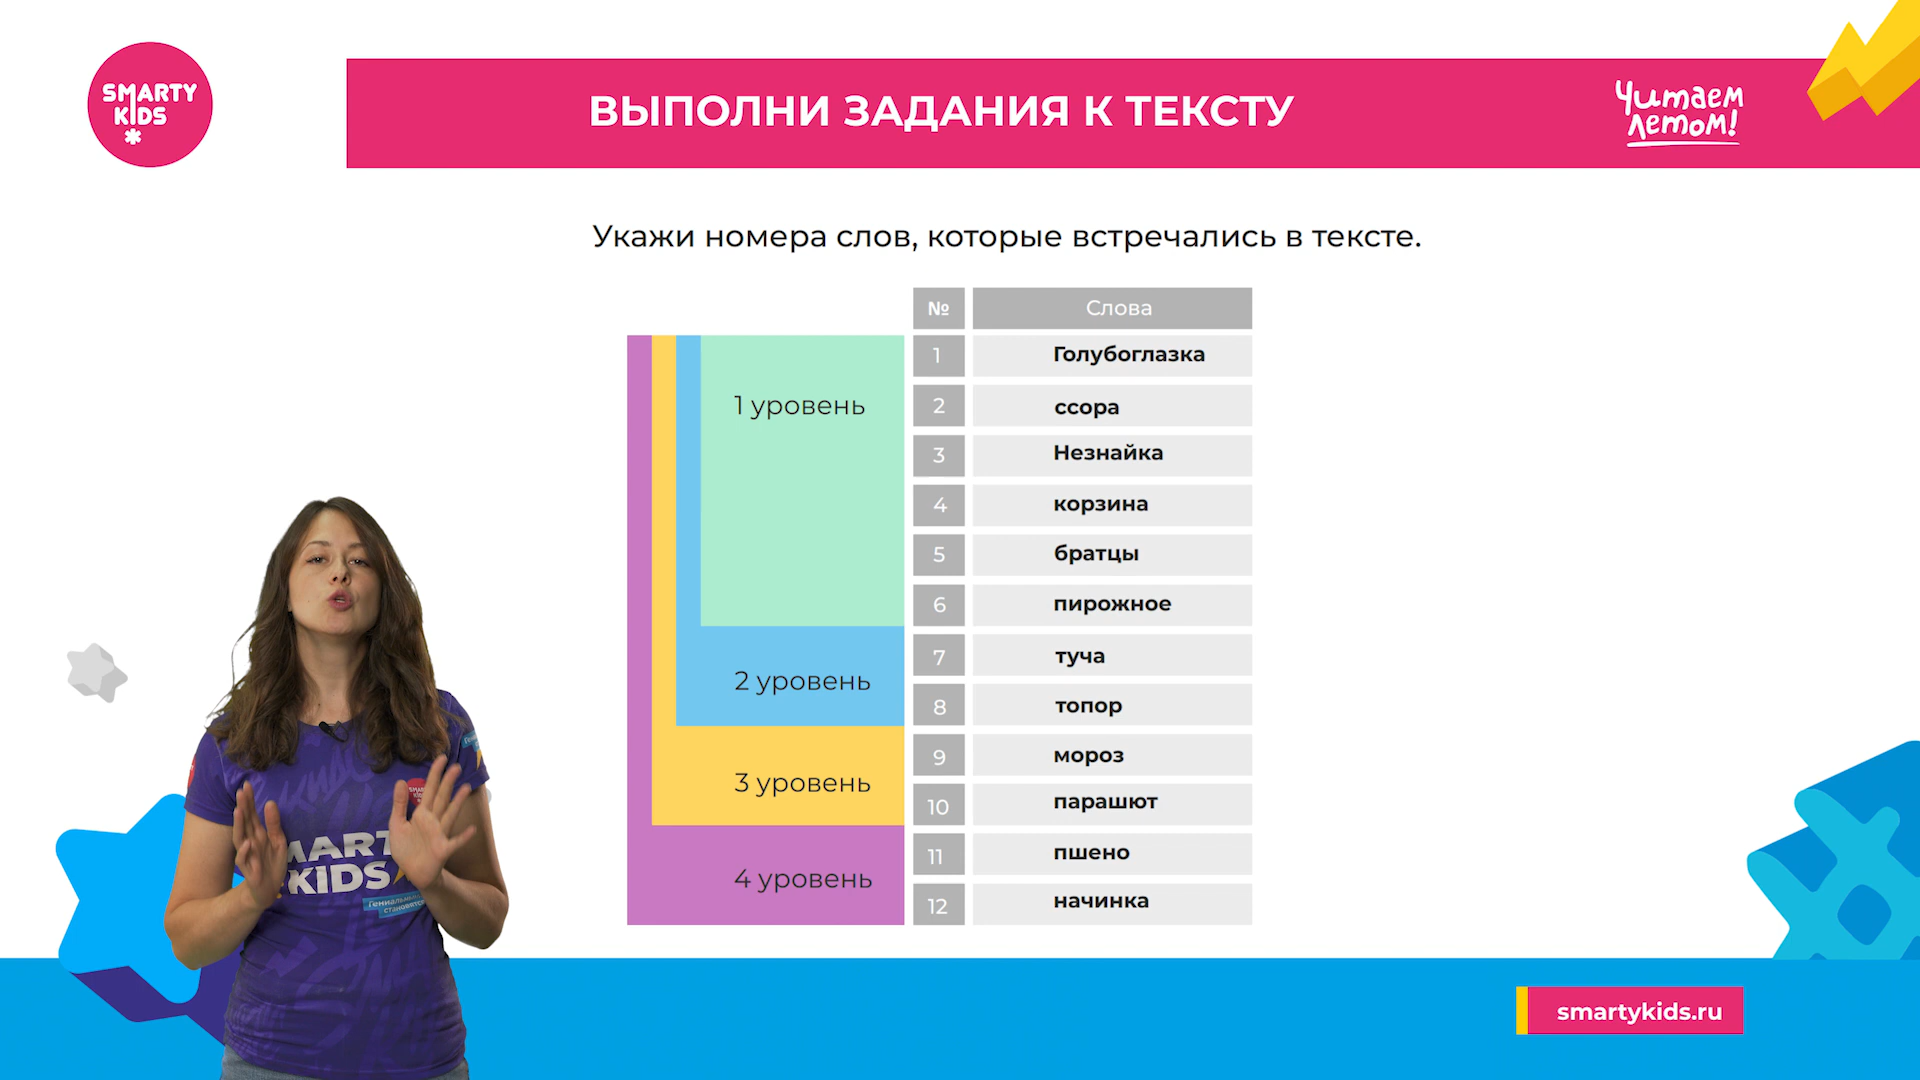 SMARTY
KIDS
ВЫПОЛНИ ЗАДАНИЯ К ТЕКСТУ
Читаем
летом!
Укажи номера слов, которые встречались в тексте.
№ Слова
1 уровень
1 Голубоглазка
2 ссора
3 Незнайка
4 корзина
5 братцы
6 пирожное
2 уровень
7 туча
8 топор
3 уровень
9 мороз
10 парашют
4 уровень
11 пшено
12 начинка
KIDS
smartykids.ru